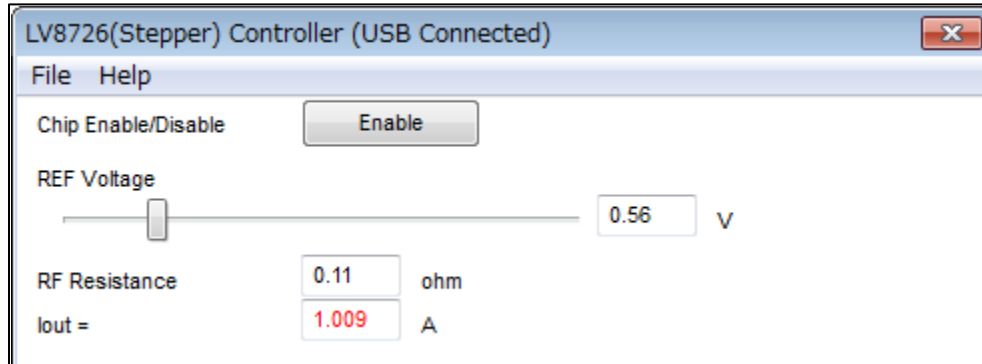 LV8726(Stepper) Controller (USB Connected)
File Help
Chip Enable/Disable Enable
REF Voltage
0.56 V
RF Resistance 0.11 ohm
Iout = 1.009 A